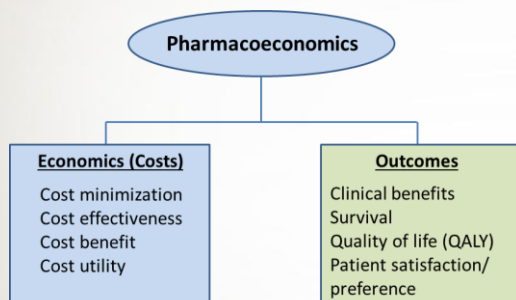 Pharmacoeconomics
Economics (Costs)
Cost minimization
Cost effectiveness
Cost benefit
Cost utility
Outcomes
Clinical benefits
Survival
Quality of life (QALY)
Patient satisfaction/
preference